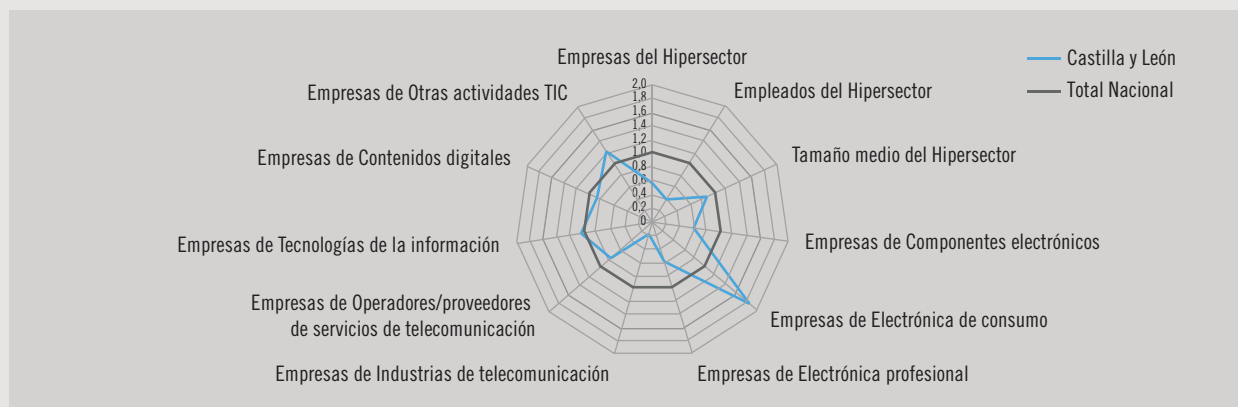 Empresas del Hipersector
Empleados del Hipersector
Tamaño medio del Hipersector
Empresas de Componentes electrónicos
Empresas de Electrónica de consumo
Empresas de Electrónica profesional
Empresas de Industrias de telecomunicación
Empresas de Operadores/proveedores
de servicios de telecomunicación
Empresas de Tecnologías de la información
Empresas de Contenidos digitales
Empresas de Otras actividades TIC
2,0
1,8
1,6
1,4
1,2
1,0
0,8
0,6
0,4
0,2
0
Castilla y León
Total Nacional